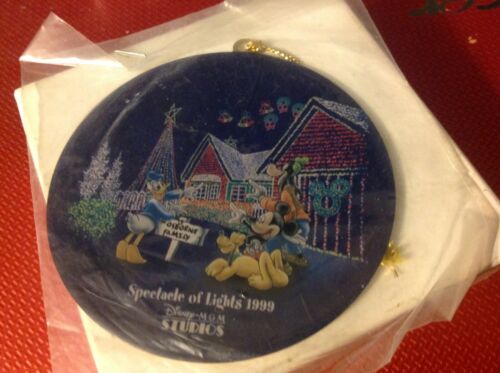 OSBORNE
FAMILY
Spectacle of Lights 1999
Disney-MGM
STUDIOS